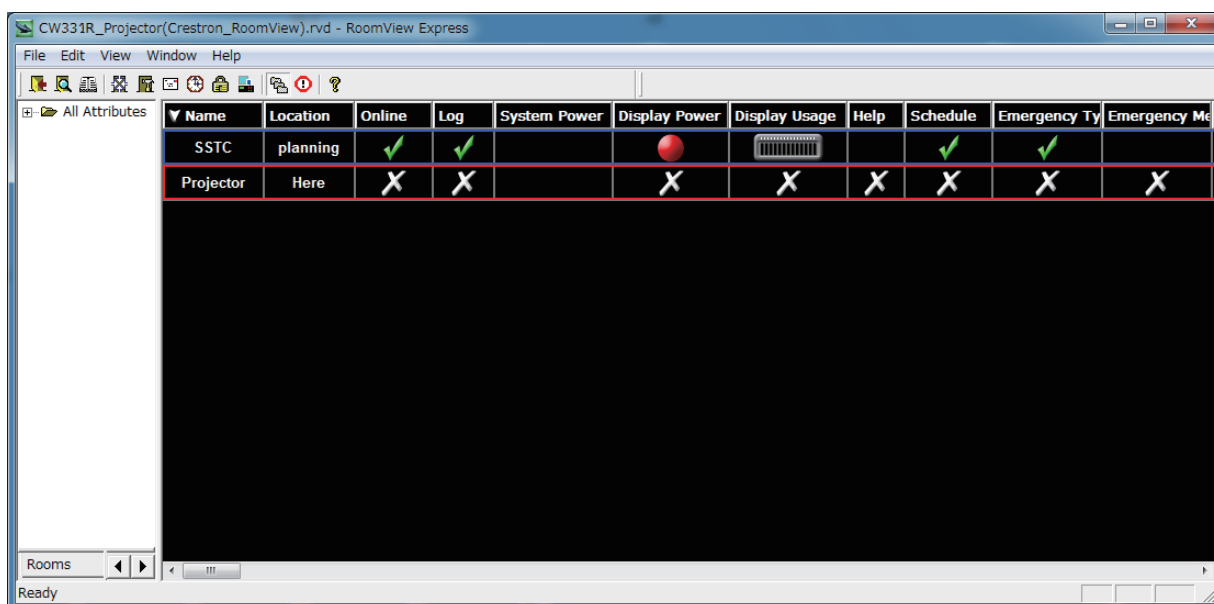 CW331R_Projector(Crestron_RoomView).rvd - RoomView Express
File Edit View Window Help
All Attributes
Name Location Online Log System Power Display Power Display Usage Help Schedule Emergency Ty Emergency Me
SSTC planning
Projector Here
Rooms
Ready